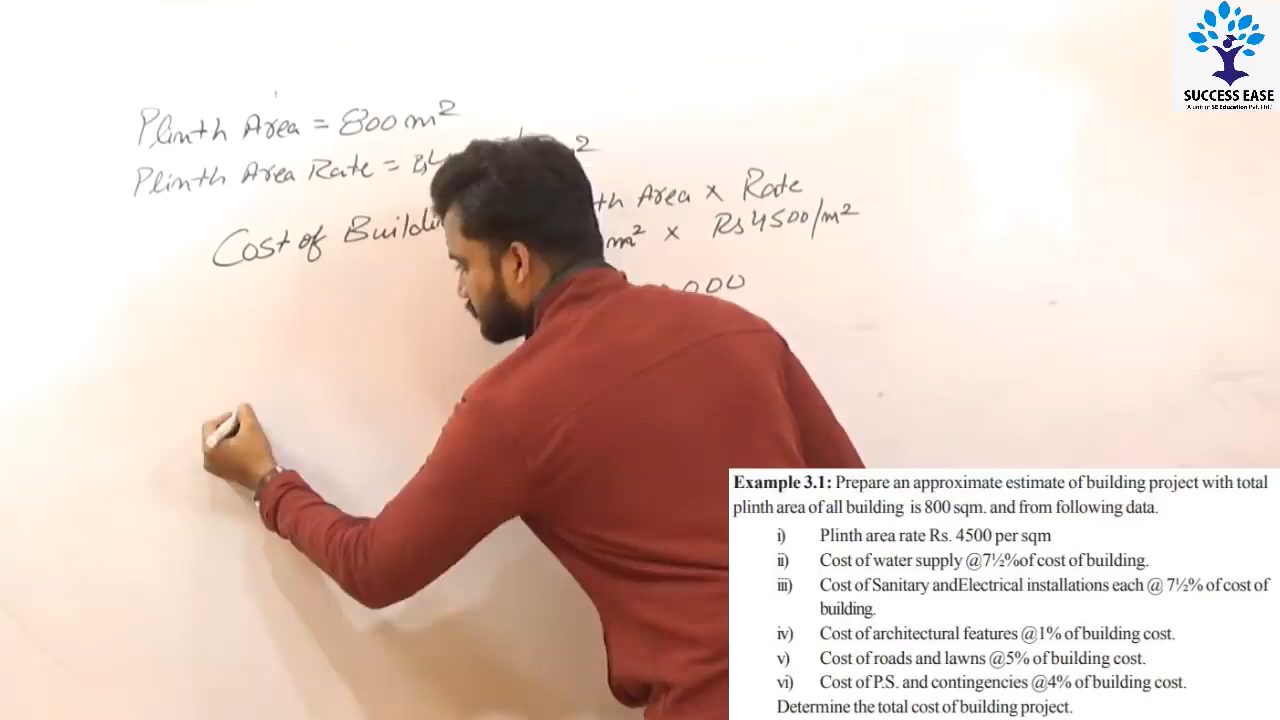 SUCCESS EASE
Plinth Area = 800 m²
Plinth Area Rate =
Cost of Buildi
th Area × Rate
m² × Rs 4500/m²
000
Example 3.1: Prepare an approximate estimate of building project with total
plinth area of all building is 800 sqm. and from following data.
i) Plinth area rate Rs. 4500 per sqm
ii) Cost of water supply @7½%of cost of building.
iii) Cost of Sanitary andElectrical installations each @ 7½% of cost of
building.
iv) Cost of architectural features @1% of building cost.
v) Cost of roads and lawns @5% of building cost.
vi) Cost of P.S. and contingencies @4% of building cost.
Determine the total cost of building project.